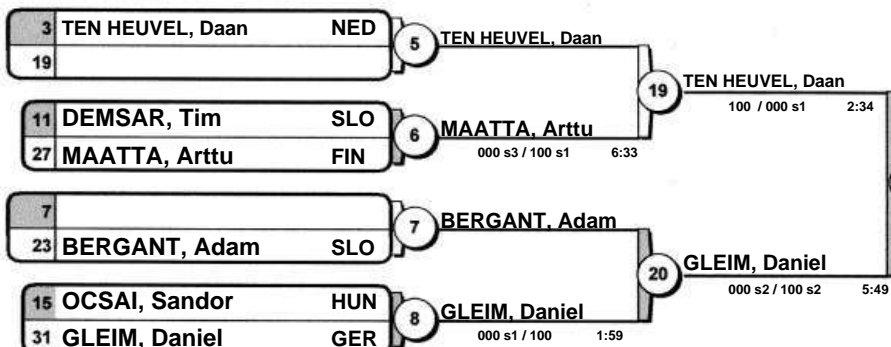 3 TEN HEUVEL, Daan NED
19
5
TEN HEUVEL, Daan
11 DEMSAR, Tim SLO
27 MAATTA, Arttu FIN
6
MAATTA, Arttu
000 s3 / 100 s1 6:33
19
TEN HEUVEL, Daan
100 / 000 s1 2:34
7
23 BERGANT, Adam SLO
7
BERGANT, Adam
15 OCSAI, Sandor HUN
31 GLEIM, Daniel GER
8
GLEIM, Daniel
000 s1 / 100 1:59
20
GLEIM, Daniel
000 s2 / 100 s2 5:49